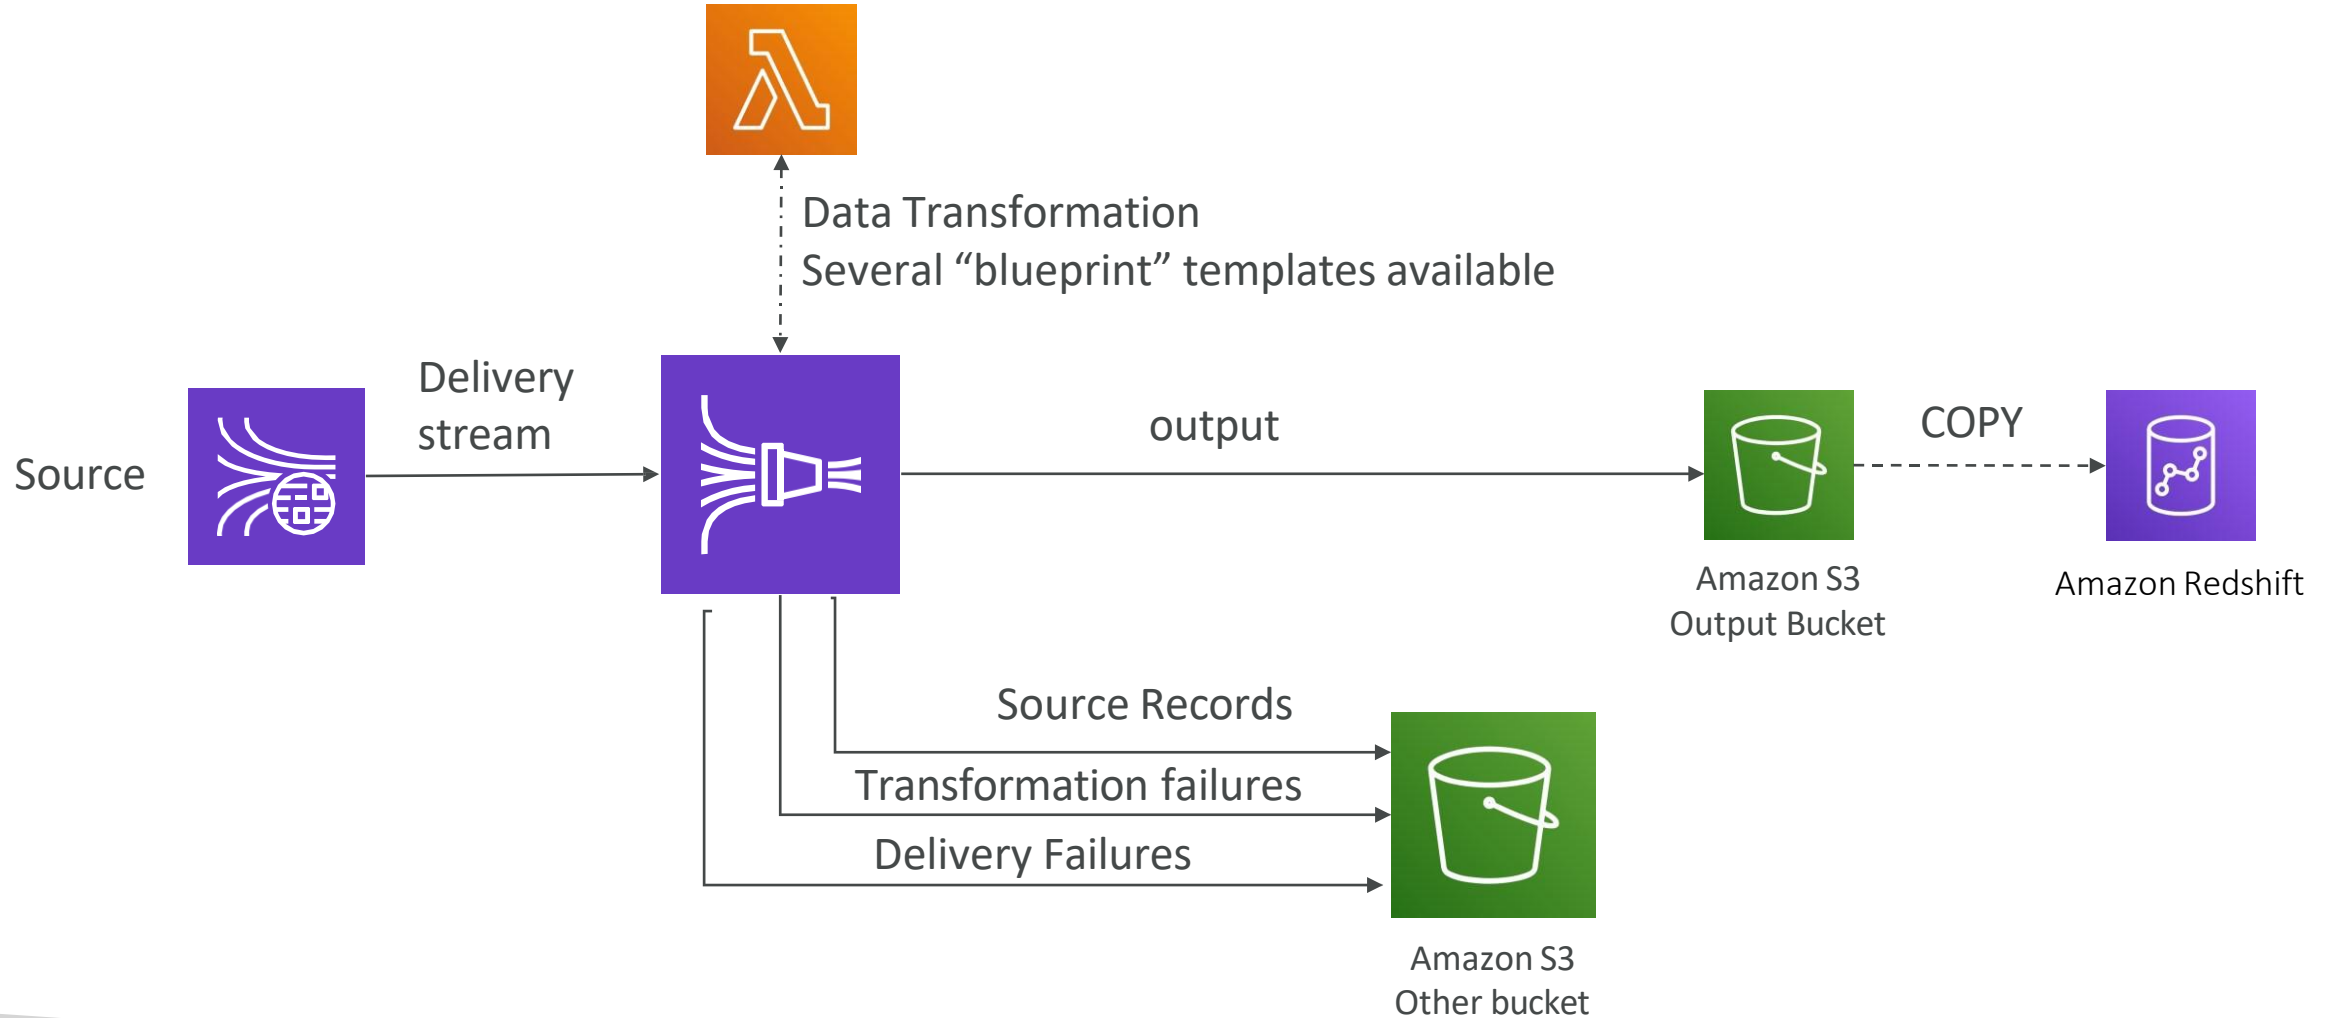 Data Transformation
Several “blueprint” templates available
Delivery
stream
Source
output
COPY
Amazon S3
Output Bucket
Amazon Redshift
Source Records
Transformation failures
Delivery Failures
Amazon S3
Other bucket